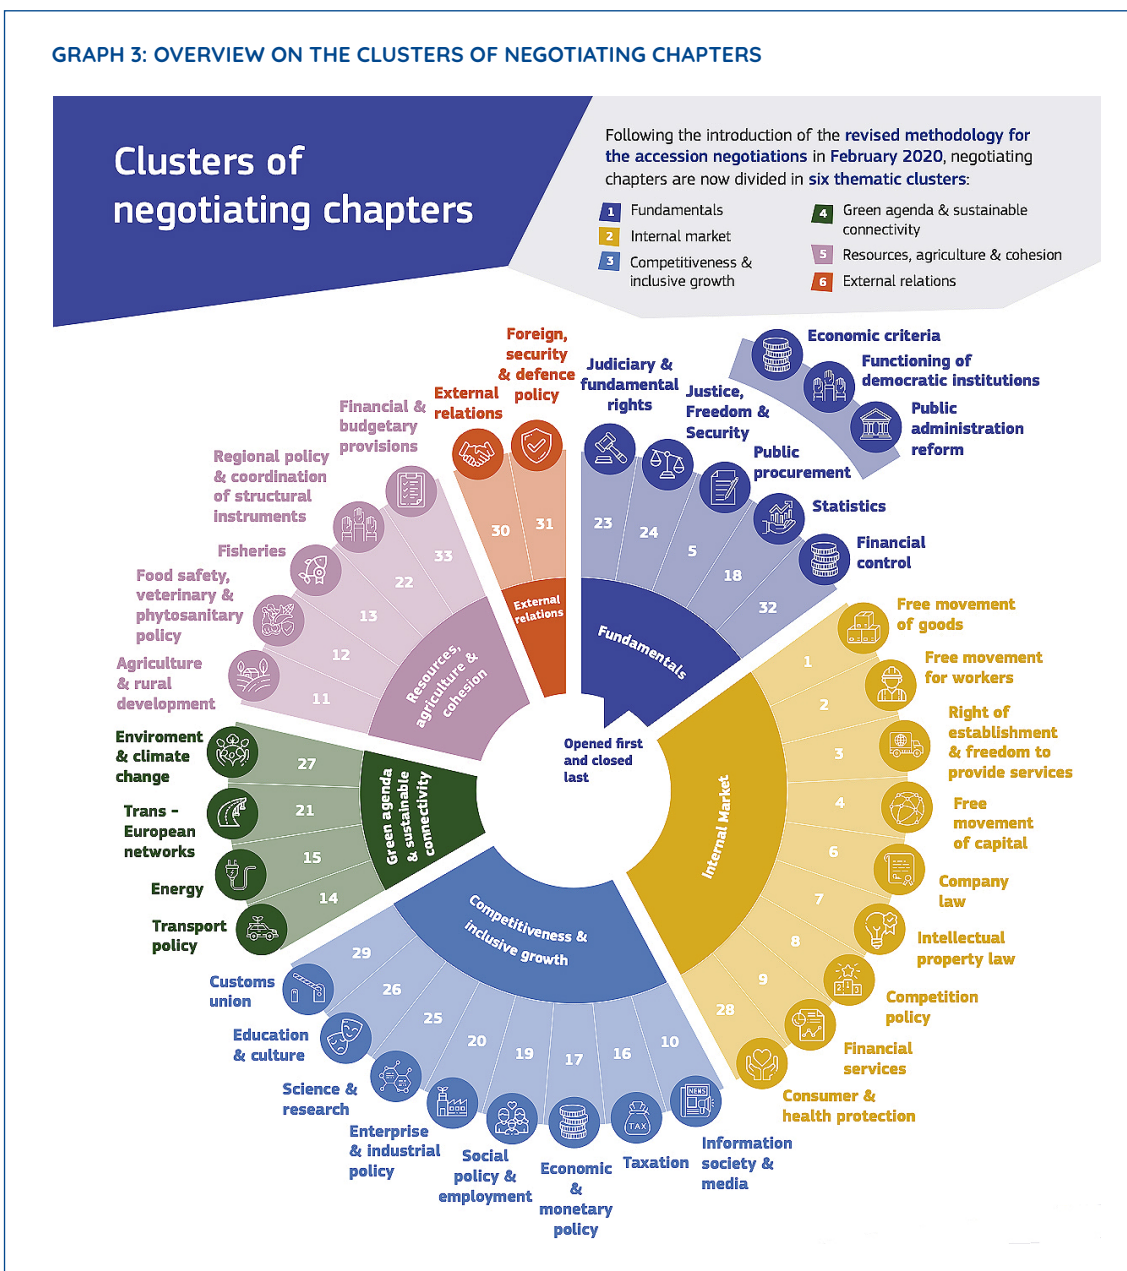 GRAPH 3: OVERVIEW ON THE CLUSTERS OF NEGOTIATING CHAPTERS
Clusters of
negotiating chapters
Following the introduction of the revised methodology for
the accession negotiations in February 2020, negotiating
chapters are now divided in six thematic clusters:
1 Fundamentals
2 Internal market
3 Competitiveness &
inclusive growth
4 Green agenda & sustainable
connectivity
5 Resources, agriculture & cohesion
6 External relations
Economic criteria
Functioning of
democratic institutions
Public
administration
reform
Judiciary &
fundamental
rights
Justice,
Freedom &
Security
Public
procurement
Statistics
Financial
control
23
24
5
18
32
Fundamentals
Opened first
and closed
last
Free movement
of goods
Free movement
for workers
Right of
establishment
& freedom to
provide services
Free
movement
of capital
Company
law
Intellectual
property law
Competition
policy
Financial
services
Consumer &
health protection
1
2
3
4
6
7
8
9
28
Internal Market
1 2 3
Information
society &
media
Taxation
Economic
&
monetary
policy
Social
policy &
employment
Enterprise
& industrial
policy
Science &
research
Education
& culture
Customs
union
NEWS
TAX
10
16
17
19
20
25
26
29
Competitiveness &
inclusive growth
Transport
policy
Energy
Trans -
European
networks
Enviroment
& climate
change
14
15
21
27
Green agenda
& sustainable
connectivity
Agriculture
& rural
development
Food safety,
veterinary &
phytosanitary
policy
Fisheries
Regional policy
& coordination
of structural
instruments
Financial &
budgetary
provisions
11
12
13
22
33
Resources,
agriculture &
cohesion
External
relations
Foreign,
security
& defence
policy
30
31
External
relations